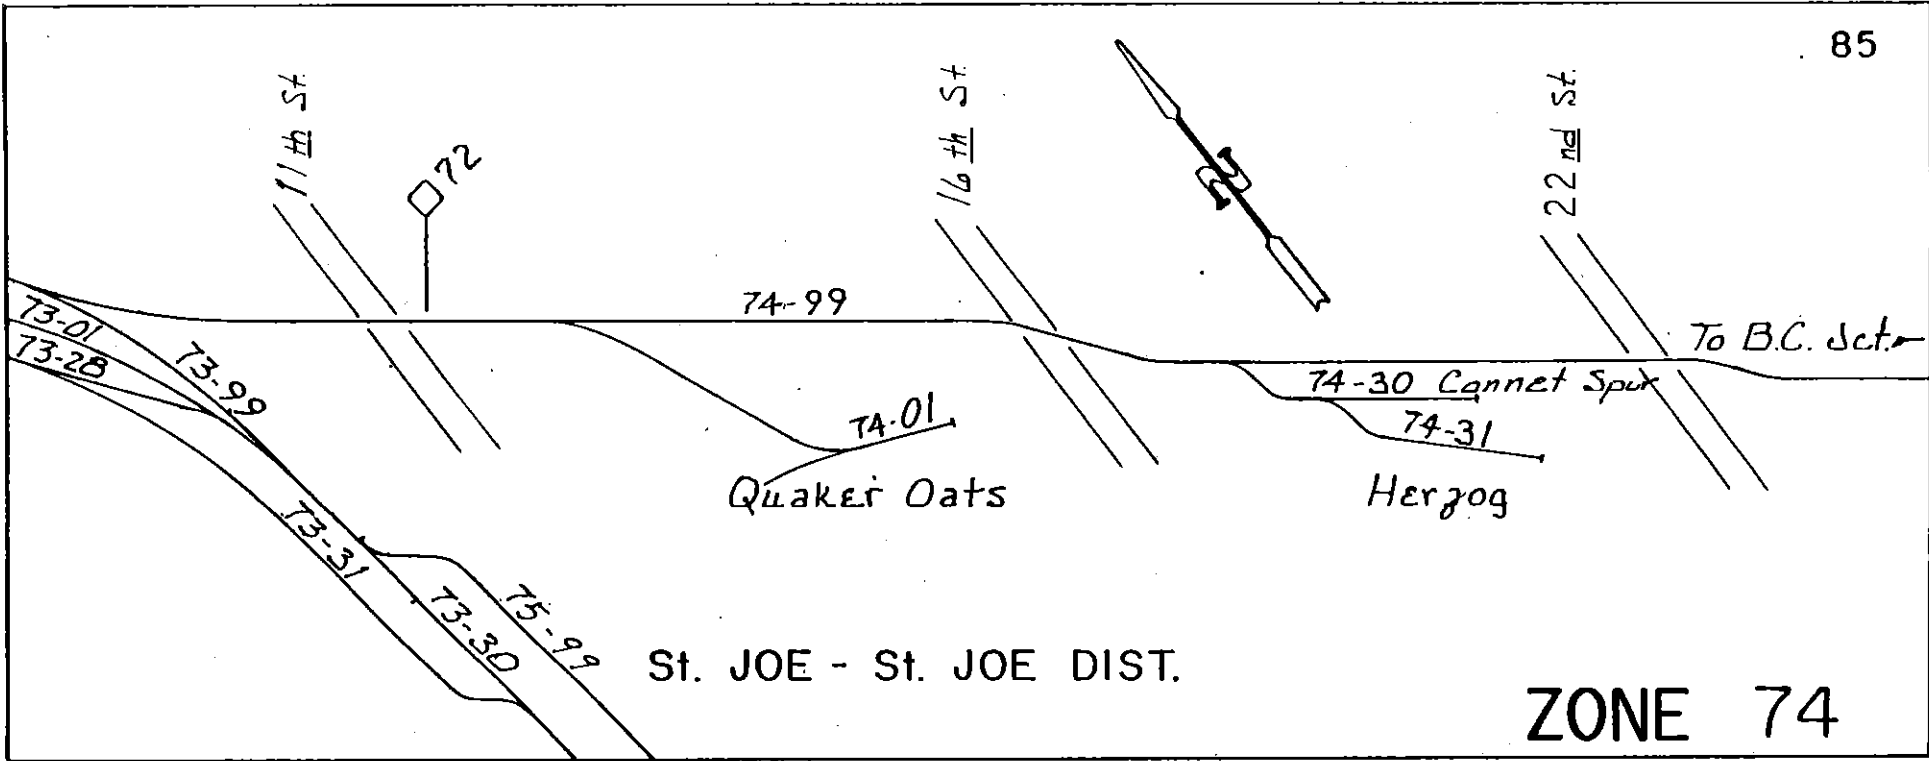 85
11th St.
72
16th St.
N
22nd St.
74-99
73-01
73-28
73-99
To B.C. Jct.
74-30 Connet Spur
74-01
74-31
Quaker Oats
Herzog
73-31
73-30
75-99
St. JOE - St. JOE DIST.
ZONE 74